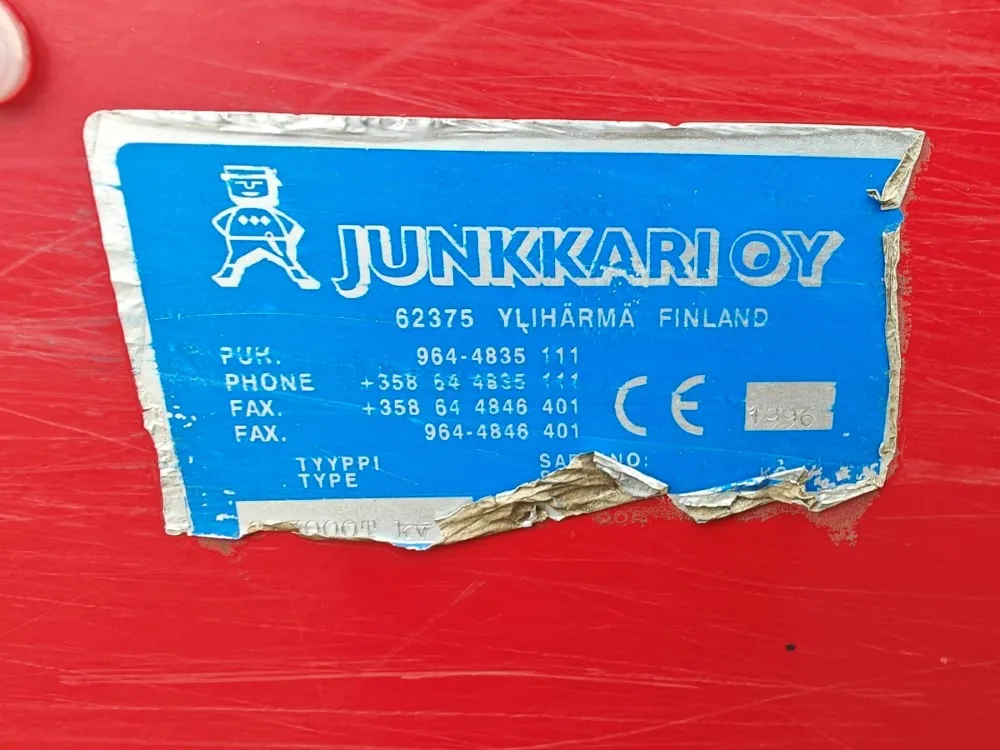 JUNKKARI OY
62375 YLIHÄRMÄ FINLAND
PUH. 964-4835 111
PHONE +358 64 4835 111
FAX. +358 64 4846 401
FAX. 964-4846 401
CE 1996
TYYPPI
TYPE